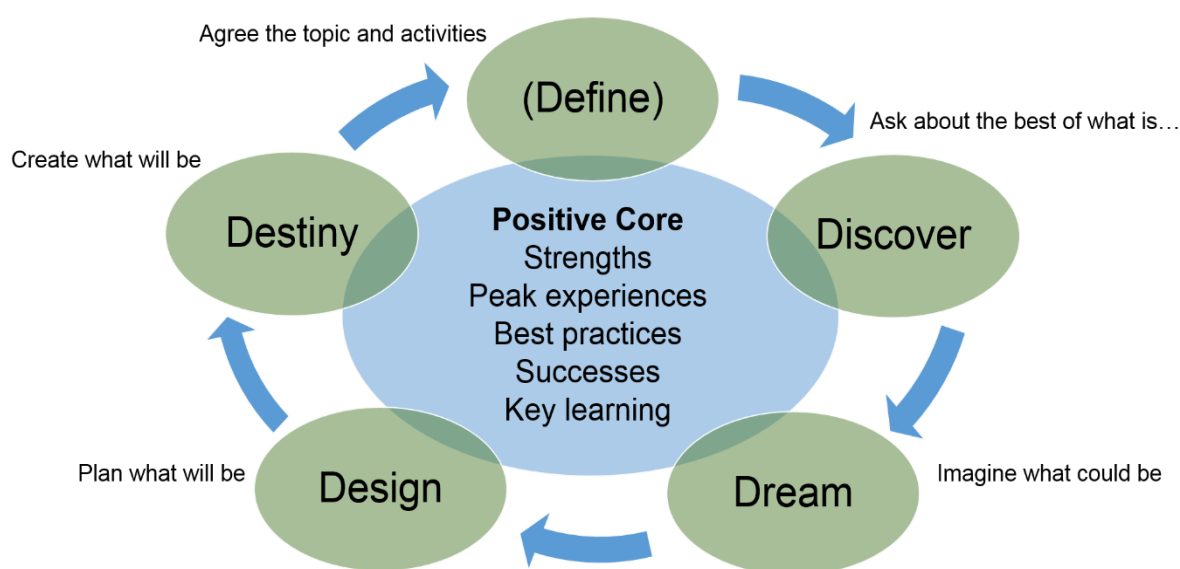 Agree the topic and activities
(Define)
Ask about the best of what is…
Create what will be
Destiny
Positive Core
Strengths
Peak experiences
Best practices
Successes
Key learning
Discover
Plan what will be
Design
Dream
Imagine what could be